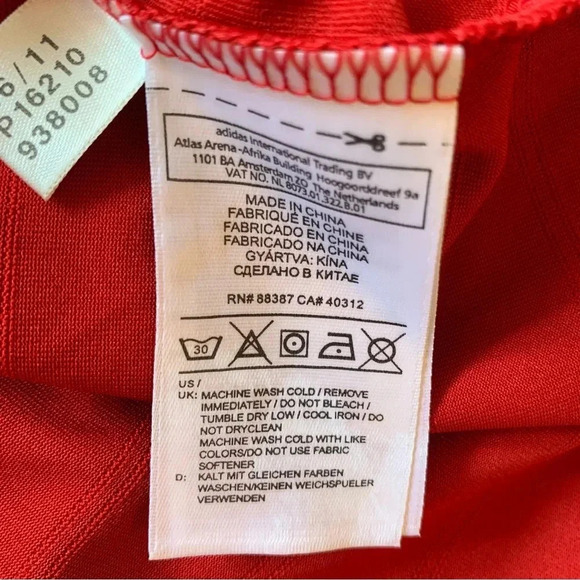 6/11
P16210
938008
adidas International Trading BV
Atlas Arena-Afrika Building Hoogoorddreef 9a
1101 BA Amsterdam ZO The Netherlands
VAT NO. NL 8073.01.322.B.01
MADE IN CHINA
FABRIQUÉ EN CHINE
FABRICADO EN CHINA
FABRICADO NA CHINA
GYÁRTVA: KÍNA
СДЕЛАНО В КИТАЕ
RN# 88387 CA# 40312
30
US /
UK: MACHINE WASH COLD / REMOVE
IMMEDIATELY / DO NOT BLEACH /
TUMBLE DRY LOW / COOL IRON / DO
NOT DRYCLEAN
MACHINE WASH COLD WITH LIKE
COLORS/DO NOT USE FABRIC
SOFTENER
D: KALT MIT GLEICHEN FARBEN
WASCHEN/KEINEN WEICHSPUELER
VERWENDEN